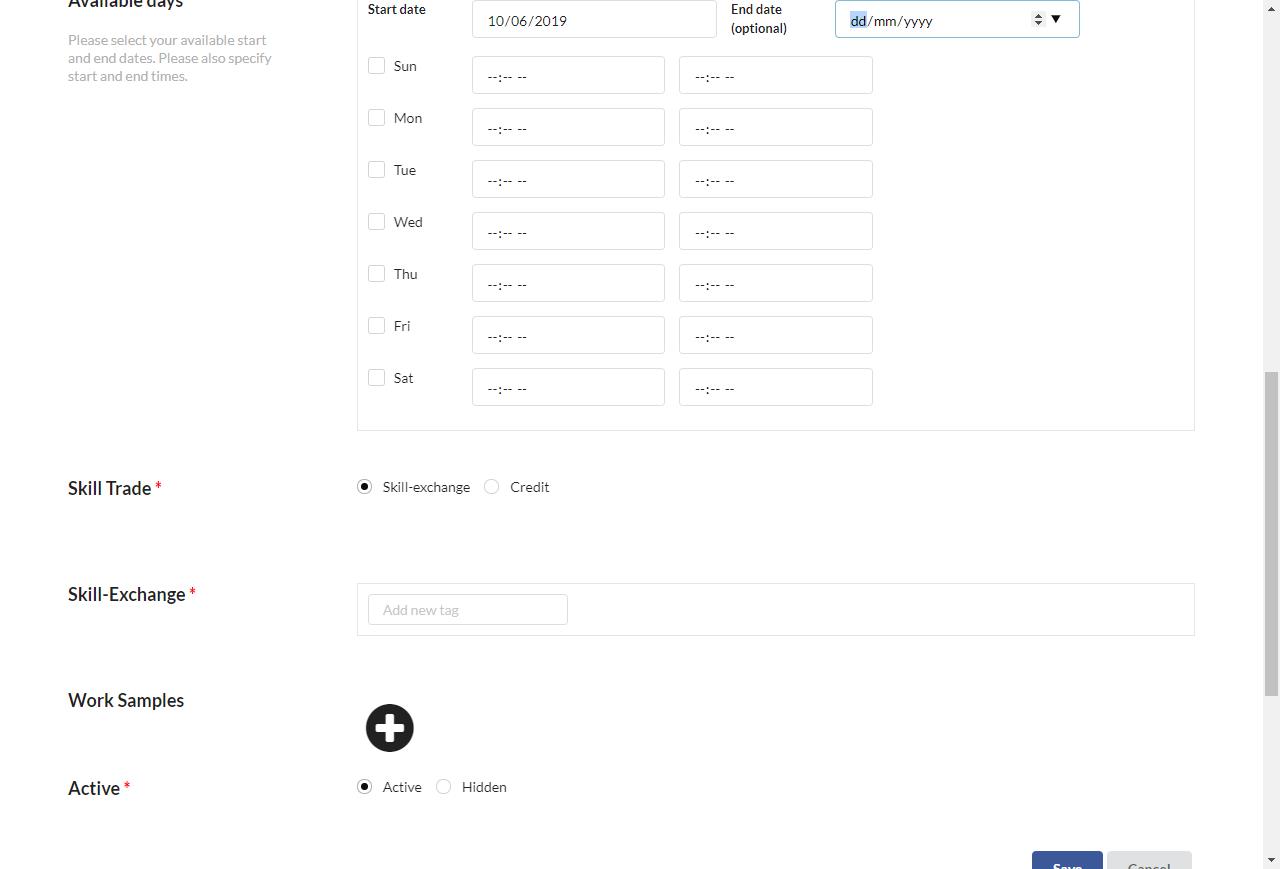 Available days
Please select your available start
and end dates. Please also specify
start and end times.
Start date
10/06/2019
End date
(optional)
dd/mm/yyyy
Sun
--:-- --
--:-- --
Mon
--:-- --
--:-- --
Tue
--:-- --
--:-- --
Wed
--:-- --
--:-- --
Thu
--:-- --
--:-- --
Fri
--:-- --
--:-- --
Sat
--:-- --
--:-- --
Skill Trade *
Skill-exchange
Credit
Skill-Exchange *
Add new tag
Work Samples
Active *
Active
Hidden
Save
Cancel